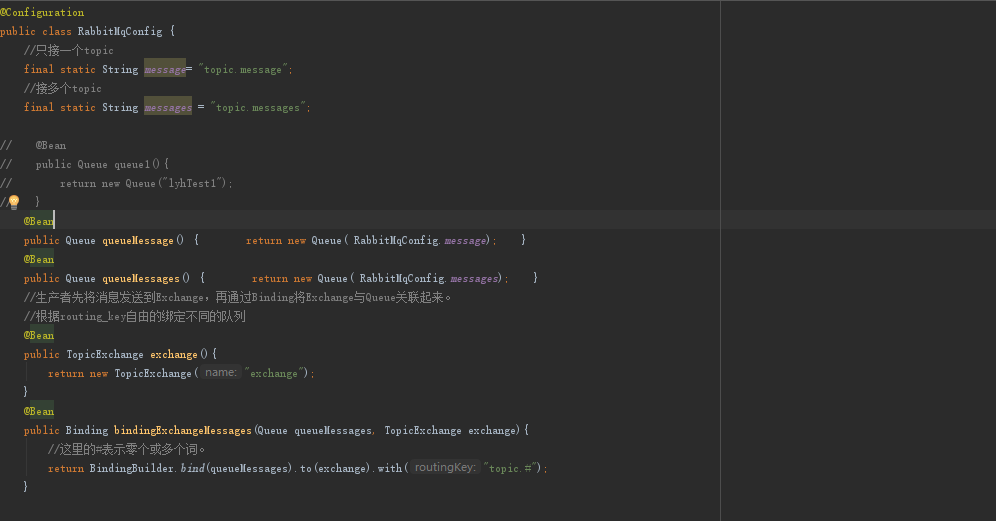 @Configuration
public class RabbitMqConfig {
//只接一个topic
final static String message= "topic.message";
//接多个topic
final static String messages = "topic.messages";
// @Bean
// public Queue queue1(){
// return new Queue("lyhTest1");
// }
@Bean
public Queue queueMessage() { return new Queue( RabbitMqConfig.message); }
@Bean
public Queue queueMessages() { return new Queue( RabbitMqConfig.messages); }
//生产者先将消息发送到Exchange，再通过Binding将Exchange与Queue关联起来。
//根据routing_key自由的绑定不同的队列
@Bean
public TopicExchange exchange(){
return new TopicExchange( name: "exchange");
}
@Bean
public Binding bindingExchangeMessages(Queue queueMessages, TopicExchange exchange){
//这里的#表示零个或多个词。
return BindingBuilder.bind(queueMessages).to(exchange).with( routingKey: "topic.#");
}